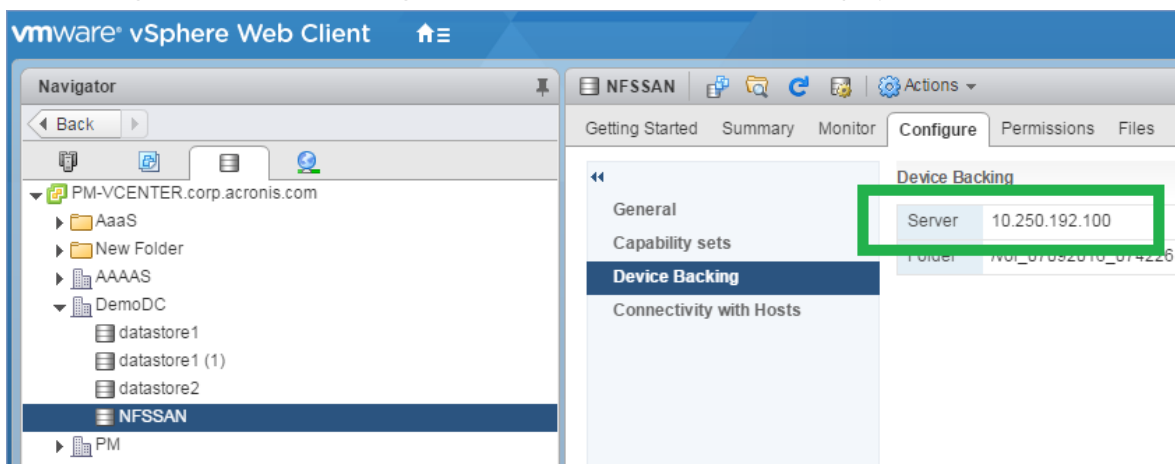 vmware® vSphere Web Client
Navigator
Back
PM-VCENTER.corp.acronis.com
AaaS
New Folder
AAAAS
DemoDC
datastore1
datastore1 (1)
datastore2
NFSSAN
PM
NFSSAN Actions
Getting Started Summary Monitor Configure Permissions Files
General
Capability sets
Device Backing
Connectivity with Hosts
Device Backing
Server 10.250.192.100
Folder